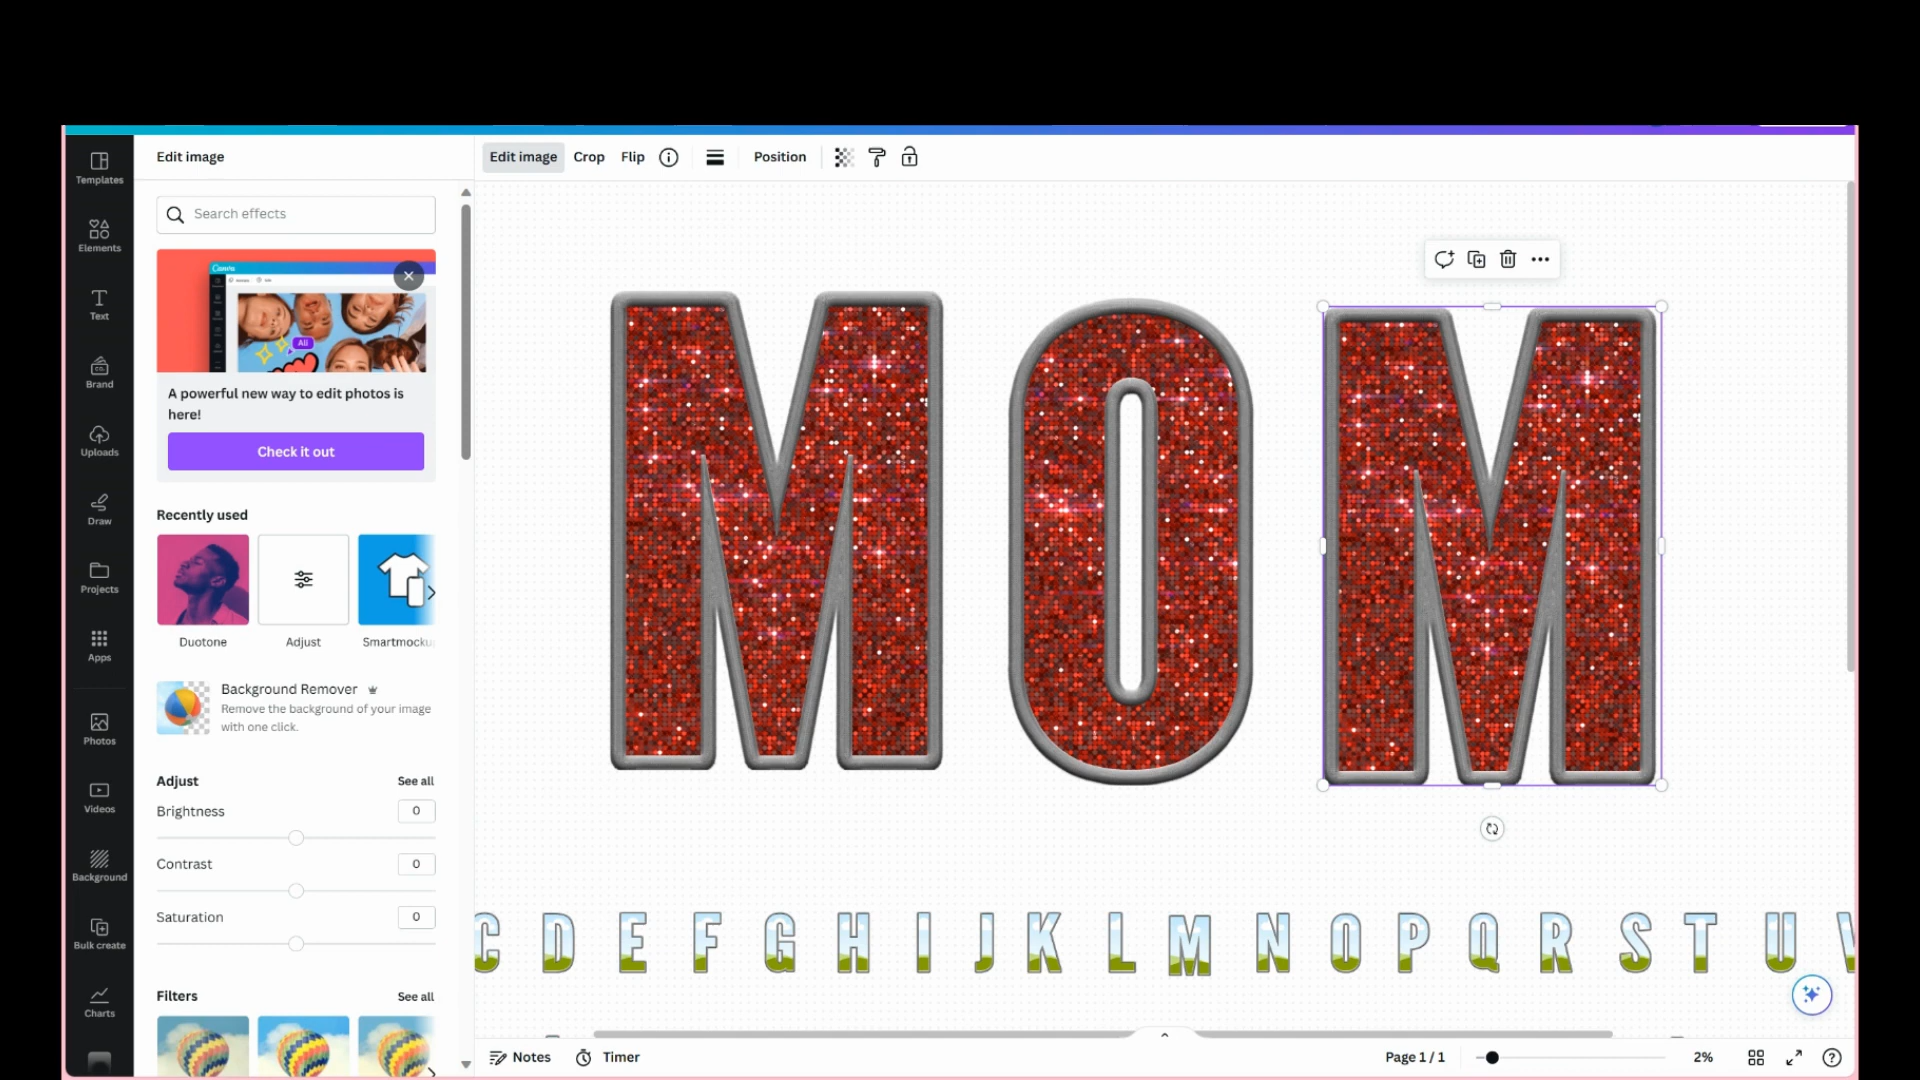 Edit image
Edit image Crop Flip Position
Templates
Elements
Text
Brand
Uploads
Draw
Projects
Apps
Photos
Videos
Background
Bulk create
Charts
Search effects
Canva
All
A powerful new way to edit photos is
here!
Check it out
Recently used
Duotone Adjust Smartmocku
Background Remover
Remove the background of your image
with one click.
Adjust See all
Brightness 0
Contrast 0
Saturation 0
Filters See all
MOM
C D E F G H I J K L M N O P Q R S T U V
Notes Timer Page 1 / 1 2%